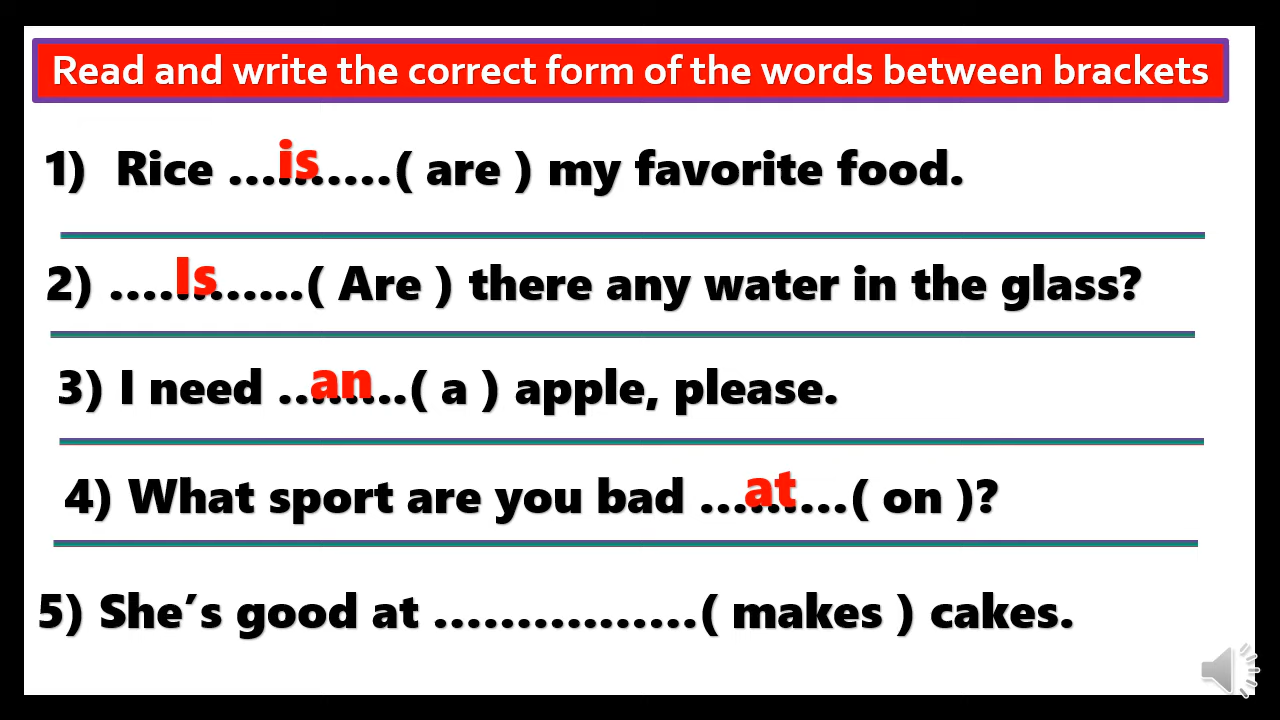 Read and write the correct form of the words between brackets
1) Rice ....is.......( are ) my favorite food.
2) .....Is........( Are ) there any water in the glass?
3) I need ..an..( a ) apple, please.
4) What sport are you bad ...at...( on )?
5) She’s good at ................( makes ) cakes.